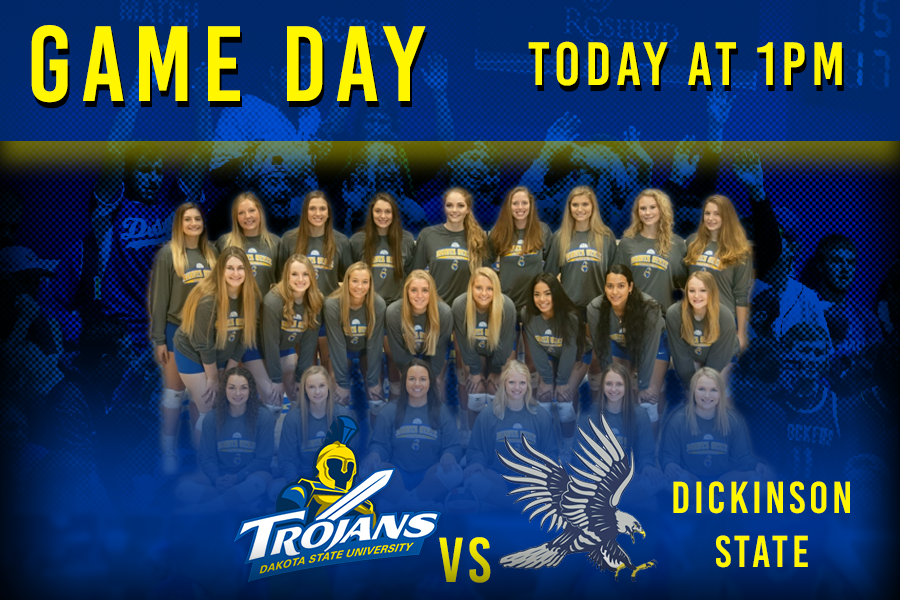 GAME DAY
TODAY AT 1PM
TROJANS
DAKOTA STATE UNIVERSITY
VS
DICKINSON
STATE